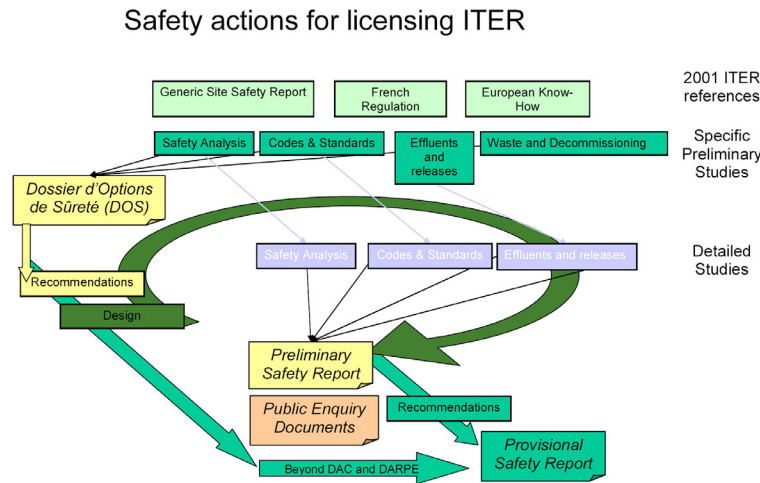 Safety actions for licensing ITER
Generic Site Safety Report
French
Regulation
European Know-
How
2001 ITER
references
Safety Analysis
Codes & Standards
Effluents
and
releases
Waste and Decommissioning
Specific
Preliminary
Studies
Dossier d'Options
de Sûreté (DOS)
Safety Analysis
Codes & Standards
Effluents and releases
Detailed
Studies
Recommendations
Design
Preliminary
Safety Report
Public Enquiry
Documents
Recommendations
Provisional
Safety Report
Beyond DAC and DARPE